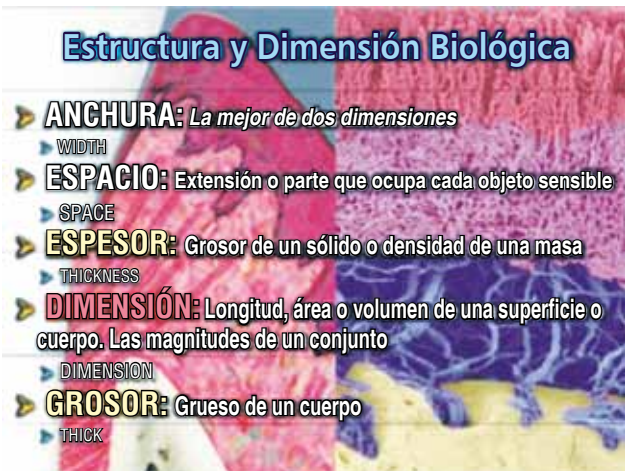 Estructura y Dimensión Biológica
ANCHURA: La mejor de dos dimensiones
WIDTH
ESPACIO: Extensión o parte que ocupa cada objeto sensible
SPACE
ESPESOR: Grosor de un sólido o densidad de una masa
THICKNESS
DIMENSIÓN: Longitud, área o volumen de una superficie o
cuerpo. Las magnitudes de un conjunto
DIMENSION
GROSOR: Grueso de un cuerpo
THICK